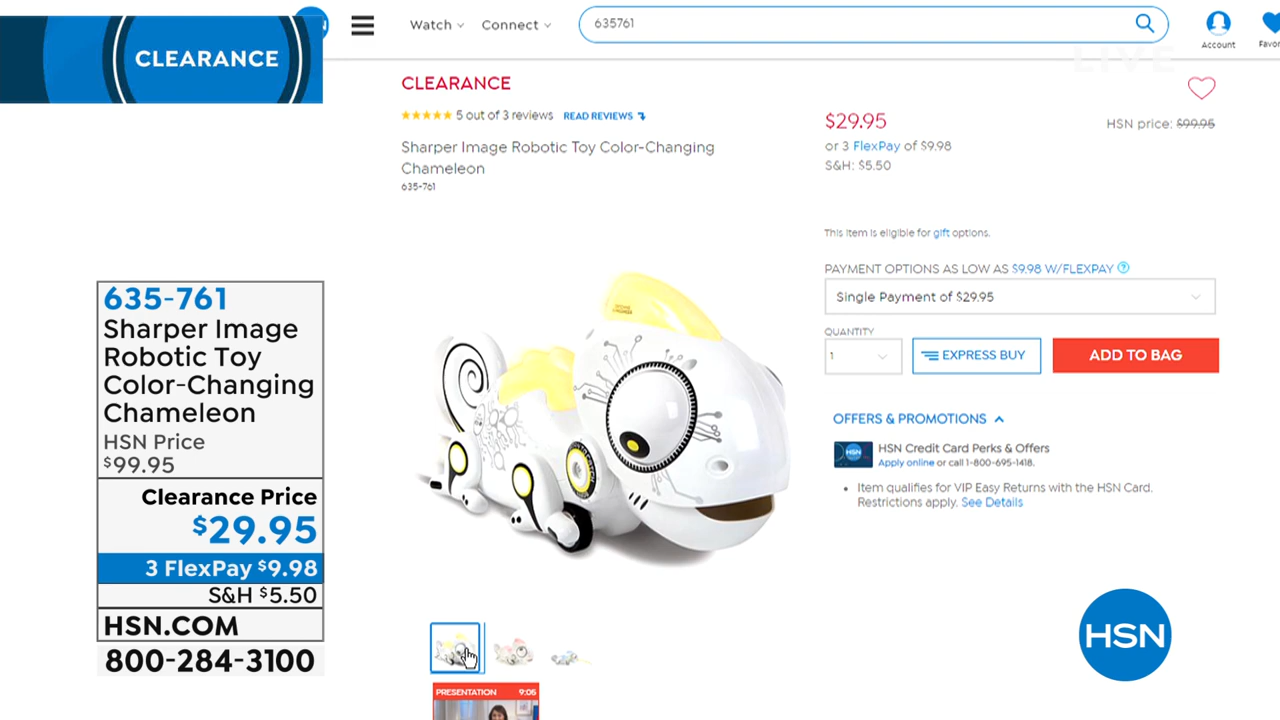 CLEARANCE
Watch
Connect
635761
Account
LIVE
CLEARANCE
5 out of 3 reviews
READ REVIEWS
Sharper Image Robotic Toy Color-Changing
Chameleon
635-761
$29.95
HSN price: $99.95
or 3 FlexPay of $9.98
S&H: $5.50
This item is eligible for gift options.
PAYMENT OPTIONS AS LOW AS $9.98 W/FLEXPAY
Single Payment of $29.95
QUANTITY
1
EXPRESS BUY
ADD TO BAG
OFFERS & PROMOTIONS
HSN
HSN Credit Card Perks & Offers
Apply online or call 1-800-695-1418.
• Item qualifies for VIP Easy Returns with the HSN Card.
Restrictions apply. See Details
635-761
Sharper Image
Robotic Toy
Color-Changing
Chameleon
HSN Price
$99.95
Clearance Price
$29.95
3 FlexPay $9.98
S&H $5.50
HSN.COM
800-284-3100
HSN
PRESENTATION 9:05